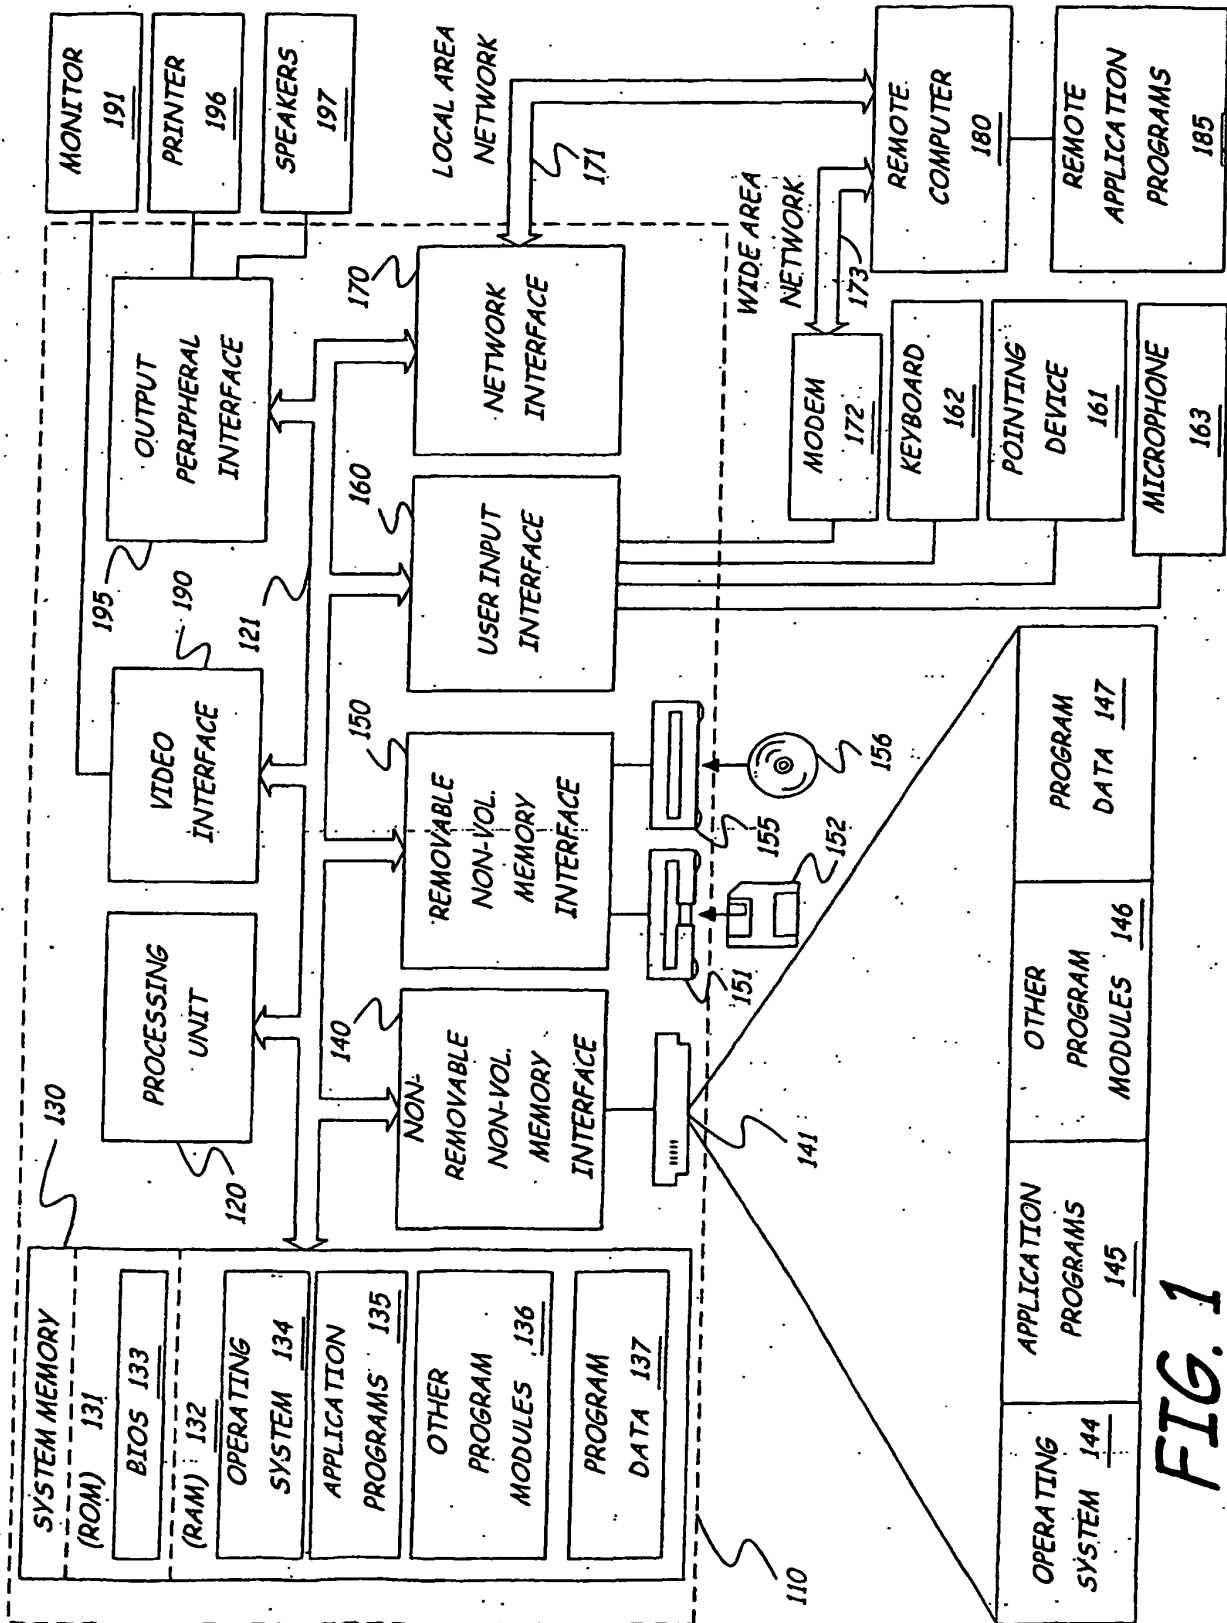 SYSTEM MEMORY
(ROM) 131
BIOS 133
(RAM) 132
OPERATING
SYSTEM 134
APPLICATION
PROGRAMS 135
OTHER
PROGRAM
MODULES 136
PROGRAM
DATA 137
130
120
PROCESSING
UNIT
VIDEO
INTERFACE
190
195
OUTPUT
PERIPHERAL
INTERFACE
121
MONITOR
191
PRINTER
196
SPEAKERS
197
140
NON-
REMOVABLE
NON-VOL.
MEMORY
INTERFACE
150
REMOVABLE
NON-VOL.
MEMORY
INTERFACE
160
USER INPUT
INTERFACE
170
NETWORK
INTERFACE
LOCAL AREA
NETWORK
171
WIDE AREA
NETWORK
173
141
151
152
155
156
110
MODEM
172
KEYBOARD
162
POINTING
DEVICE
161
MICROPHONE
163
REMOTE
COMPUTER
180
REMOTE
APPLICATION
PROGRAMS
185
OPERATING
SYSTEM 144
APPLICATION
PROGRAMS 145
OTHER
PROGRAM
MODULES 146
PROGRAM
DATA 147
FIG. 1